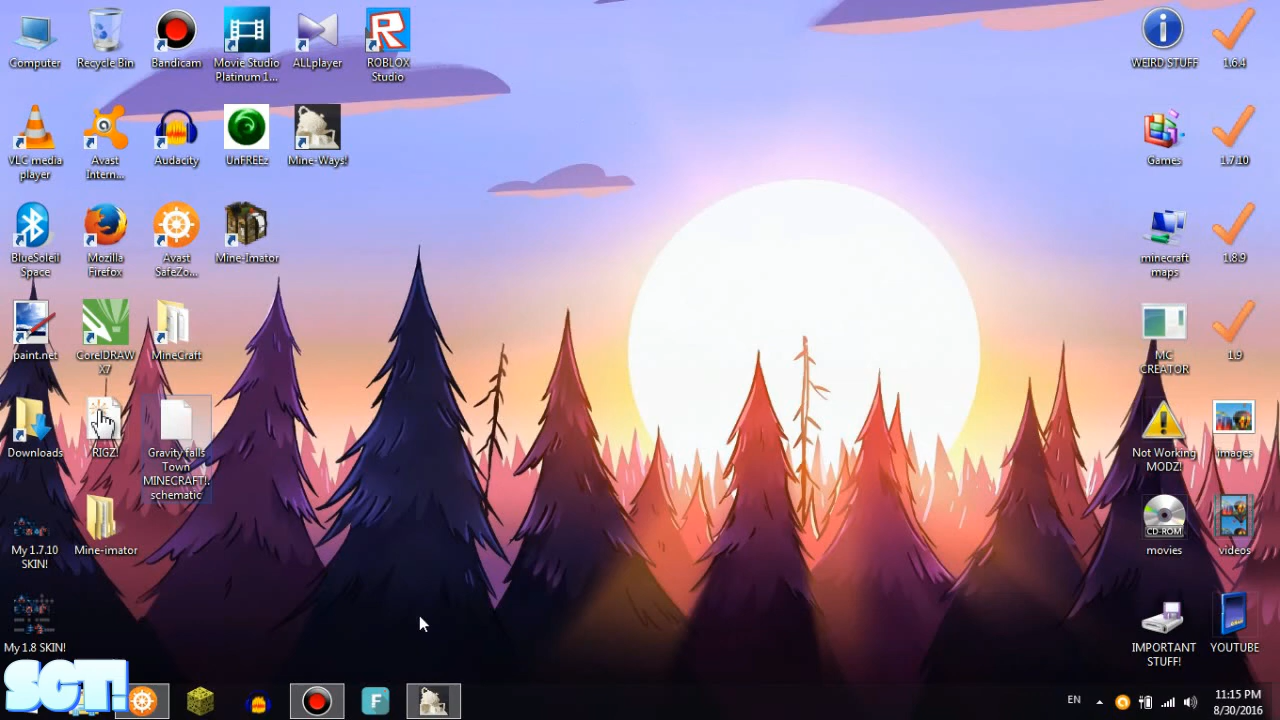 Computer
Recycle Bin
Bandicam
Movie Studio
Platinum 1...
ALLplayer
ROBLOX
Studio
WEIRD STUFF
1.6.4
VLC media
player
Avast
Intern...
Audacity
UnFREEz
Mine-Ways!
Games
1.7.10
BlueSoleil
Space
Mozilla
Firefox
Avast
SafeZo...
Mine-Imator
minecraft
maps
1.8.9
paint.net
CorelDRAW
X7
MineCraft
MC
CREATOR
1.9
Downloads
RIGZ!
Gravity falls
Town
MINECRAFT!.
schematic
Not Working
MODZ!
images
My 1.7.10
SKIN!
Mine-imator
CD-ROM
movies
videos
My 1.8 SKIN!
IMPORTANT
STUFF!
YOUTUBE
SCT!
F
EN
11:15 PM
8/30/2016